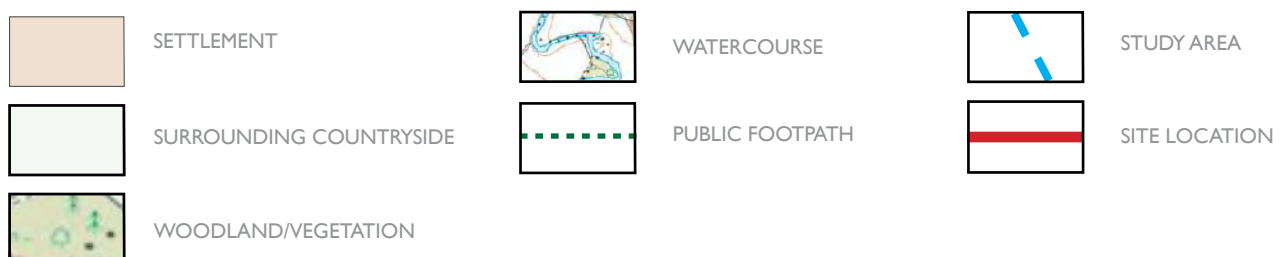 SETTLEMENT
SURROUNDING COUNTRYSIDE
WOODLAND/VEGETATION
WATERCOURSE
PUBLIC FOOTPATH
STUDY AREA
SITE LOCATION